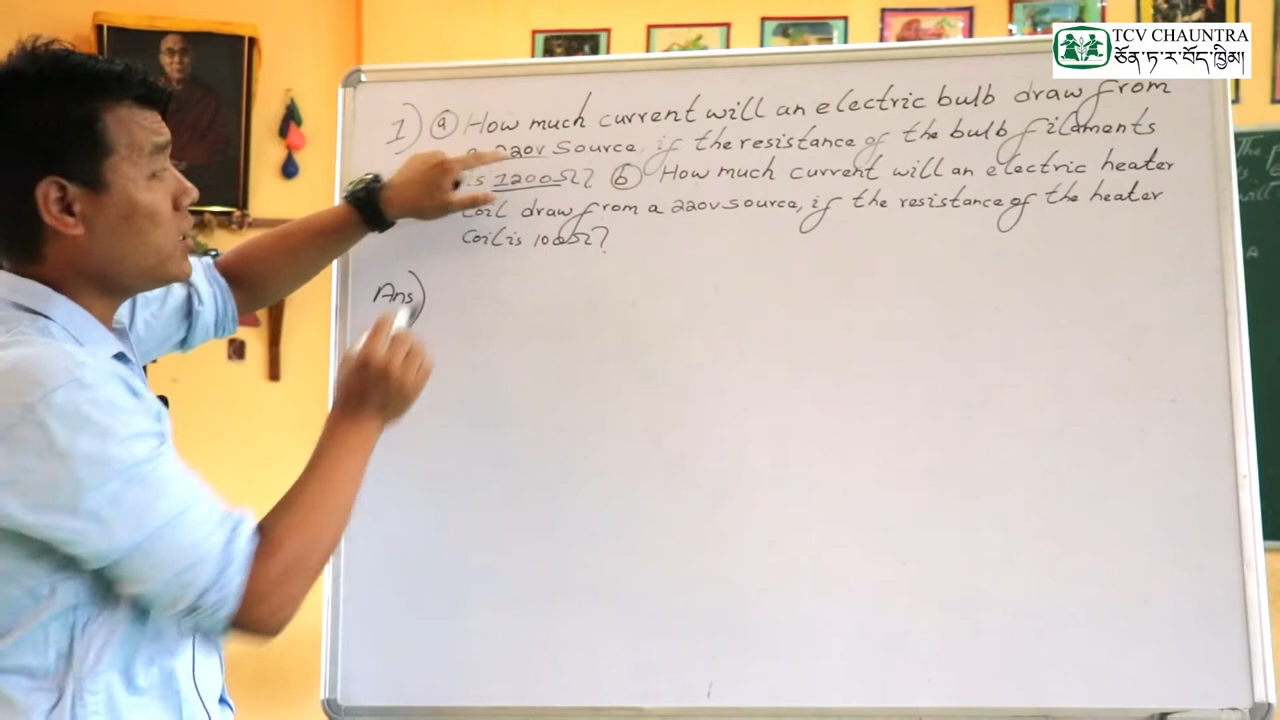 TCV CHAUNTRA
ཅོན་ཏ་ར་བོད་ཁྱིམ།
1) ⓐ How much current will an electric bulb draw from
220V Source, if the resistance of the bulb filaments
is 1200Ω? ⓑ How much current will an electric heater
Coil draw from a 220V source, if the resistance of the heater
Coil is 100Ω?
Ans)